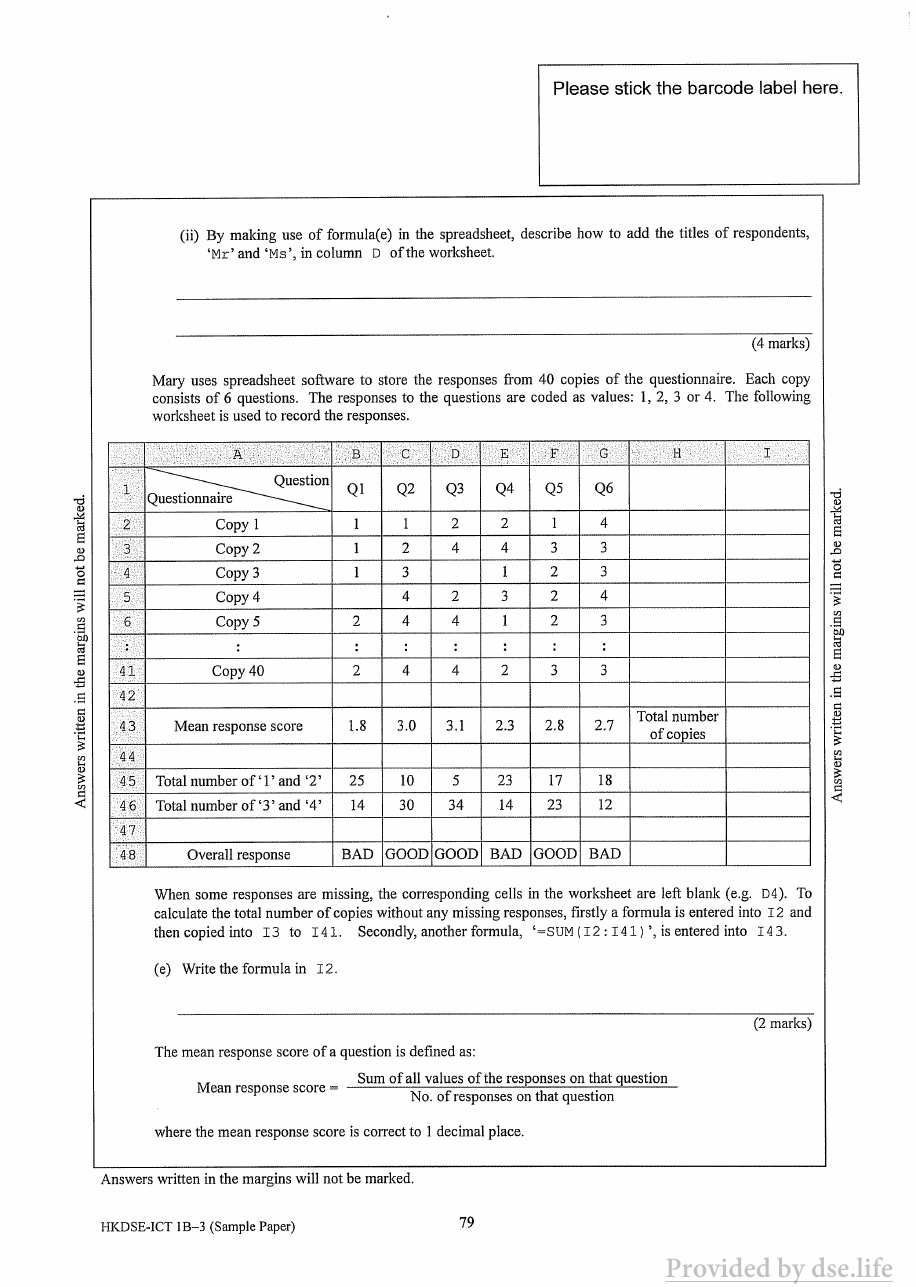 Please stick the barcode label here.
(ii) By making use of formula(e) in the spreadsheet, describe how to add the titles of respondents,
‘Mr’ and ‘Ms’, in column D of the worksheet.
(4 marks)
Mary uses spreadsheet software to store the responses from 40 copies of the questionnaire. Each copy
consists of 6 questions. The responses to the questions are coded as values: 1, 2, 3 or 4. The following
worksheet is used to record the responses.
A B C D E F G H I
1 Question Questionnaire Q1 Q2 Q3 Q4 Q5 Q6
2 Copy 1 1 1 2 2 1 4
3 Copy 2 1 2 4 4 3 3
4 Copy 3 1 3 1 2 3
5 Copy 4 4 2 3 2 4
6 Copy 5 2 4 4 1 2 3
: : : : : : : :
41 Copy 40 2 4 4 2 3 3
42
43 Mean response score 1.8 3.0 3.1 2.3 2.8 2.7 Total number of copies
44
45 Total number of ‘1’ and ‘2’ 25 10 5 23 17 18
46 Total number of ‘3’ and ‘4’ 14 30 34 14 23 12
47
48 Overall response BAD GOOD GOOD BAD GOOD BAD
When some responses are missing, the corresponding cells in the worksheet are left blank (e.g. D4). To
calculate the total number of copies without any missing responses, firstly a formula is entered into I2 and
then copied into I3 to I41. Secondly, another formula, ‘=SUM(I2:I41)’, is entered into I43.
(e) Write the formula in I2.
(2 marks)
The mean response score of a question is defined as:
Mean response score = Sum of all values of the responses on that question
No. of responses on that question
where the mean response score is correct to 1 decimal place.
Answers written in the margins will not be marked.
Answers written in the margins will not be marked.
Answers written in the margins will not be marked.
HKDSE-ICT 1B–3 (Sample Paper)
79
Provided by dse.life